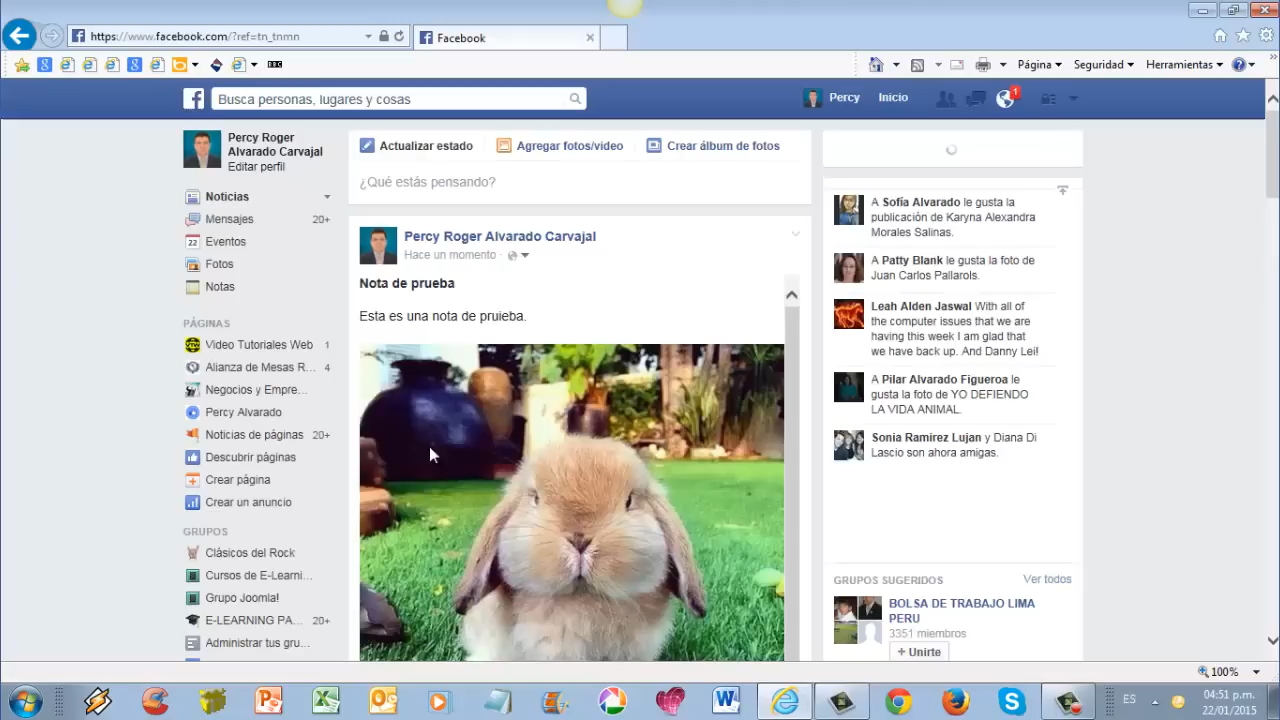 https://www.facebook.com/?ref=tn_tnmn
Facebook
Página
Seguridad
Herramientas
Busca personas, lugares y cosas
Percy
Inicio
1
Percy Roger
Alvarado Carvajal
Editar perfil
Noticias
Mensajes 20+
22 Eventos
Fotos
Notas
PÁGINAS
Video Tutoriales Web 1
Alianza de Mesas R... 4
Negocios y Empre...
Percy Alvarado
Noticias de páginas 20+
Descubrir páginas
Crear página
Crear un anuncio
GRUPOS
Clásicos del Rock
Cursos de E-Learni...
Grupo Joomla!
E-LEARNING PA... 20+
Administrar tus gru...
Actualizar estado
Agregar fotos/video
Crear álbum de fotos
¿Qué estás pensando?
Percy Roger Alvarado Carvajal
Hace un momento ·
Nota de prueba
Esta es una nota de pruieba.
A Sofía Alvarado le gusta la
publicación de Karyna Alexandra
Morales Salinas.
A Patty Blank le gusta la foto de
Juan Carlos Pallarols.
Leah Alden Jaswal With all of
the computer issues that we are
having this week I am glad that
we have back up. And Danny Lei!
A Pilar Alvarado Figueroa le
gusta la foto de YO DEFIENDO
LA VIDA ANIMAL.
Sonia Ramirez Lujan y Diana Di
Lascio son ahora amigas.
GRUPOS SUGERIDOS
Ver todos
BOLSA DE TRABAJO LIMA
PERU
3351 miembros
+ Unirte
100%
ES
04:51 p.m.
22/01/2015